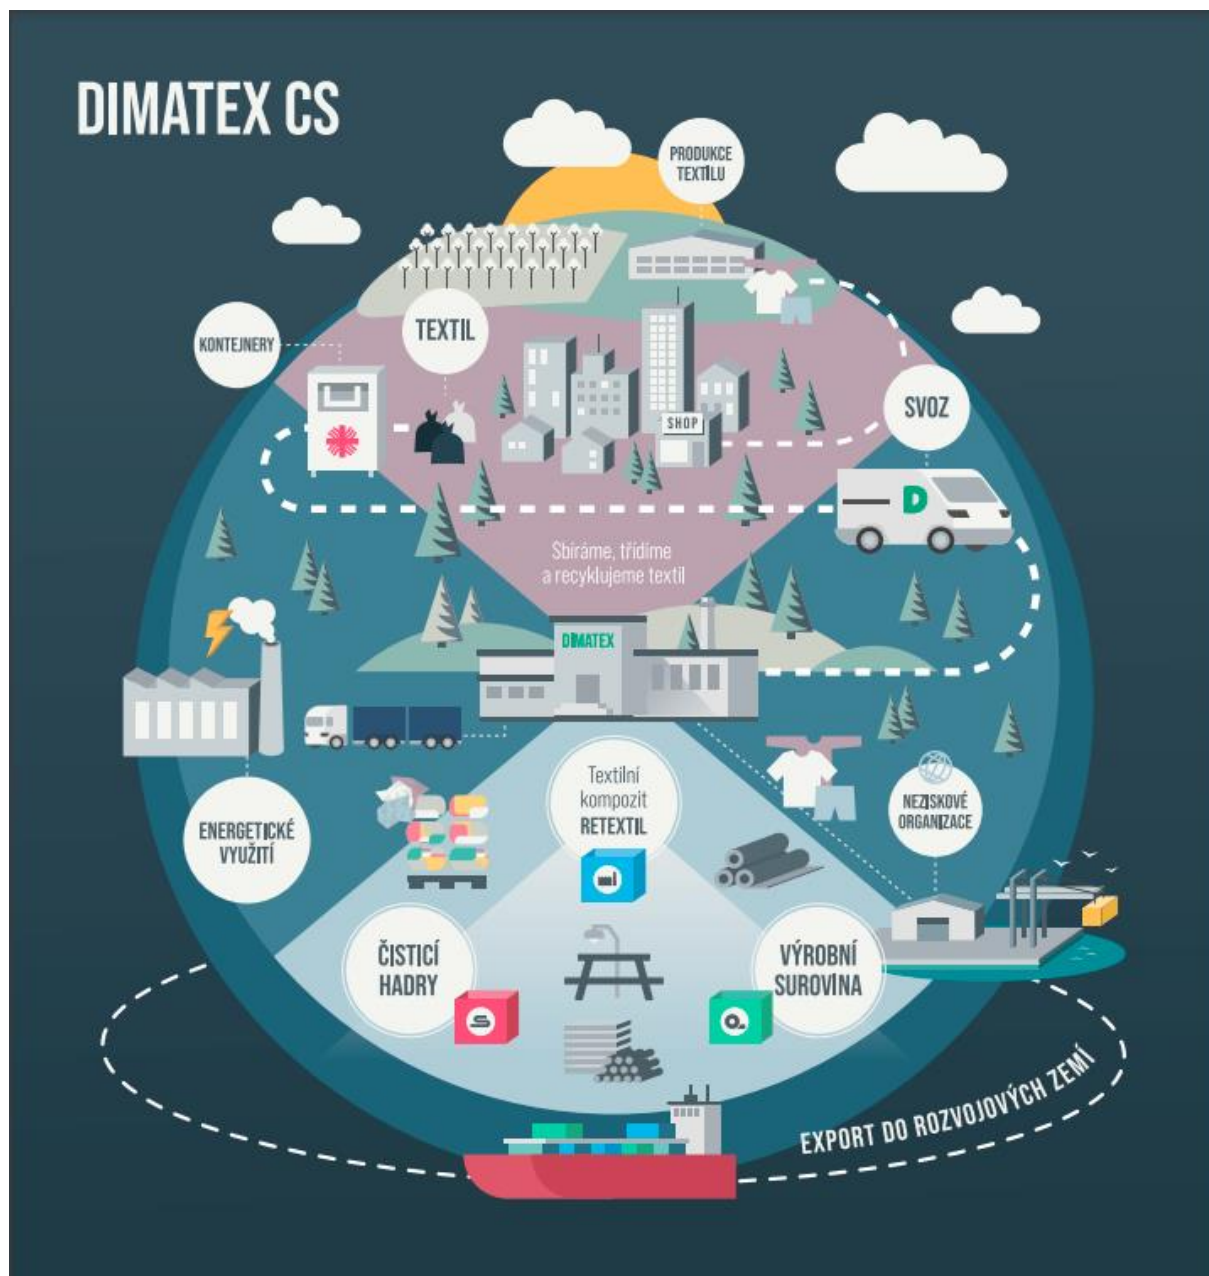 DIMATEX CS
PRODUKCE
TEXTILU
TEXTIL
KONTEJNERY
SVOZ
SHOP
D
Sbíráme, třídíme
a recyklujeme textil
DIMATEX
Textilní
kompozit
RETEXTIL
ENERGETICKÉ
VYUŽITÍ
NEZISKOVÉ
ORGANIZACE
ČISTICÍ
HADRY
VÝROBNÍ
SUROVINA
EXPORT DO ROZVOJOVÝCH ZEMÍ